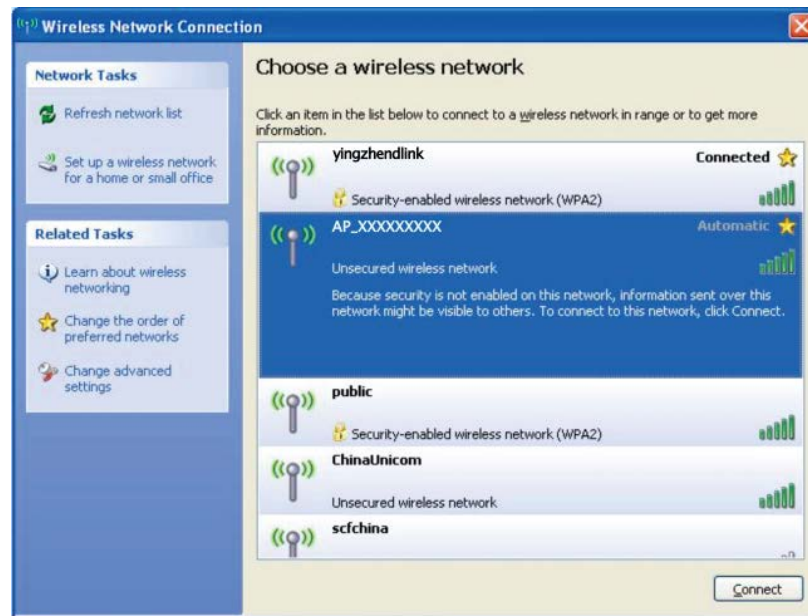 Wireless Network Connection
Network Tasks
Refresh network list
Set up a wireless network
for a home or small office
Related Tasks
Learn about wireless
networking
Change the order of
preferred networks
Change advanced
settings
Choose a wireless network
Click an item in the list below to connect to a wireless network in range or to get more
information.
yingzhendlink
Connected
Security-enabled wireless network (WPA2)
AP_XXXXXXXXX
Automatic
Unsecured wireless network
Because security is not enabled on this network, information sent over this
network might be visible to others. To connect to this network, click Connect.
public
Security-enabled wireless network (WPA2)
ChinaUnicom
Unsecured wireless network
scfchina
Connect